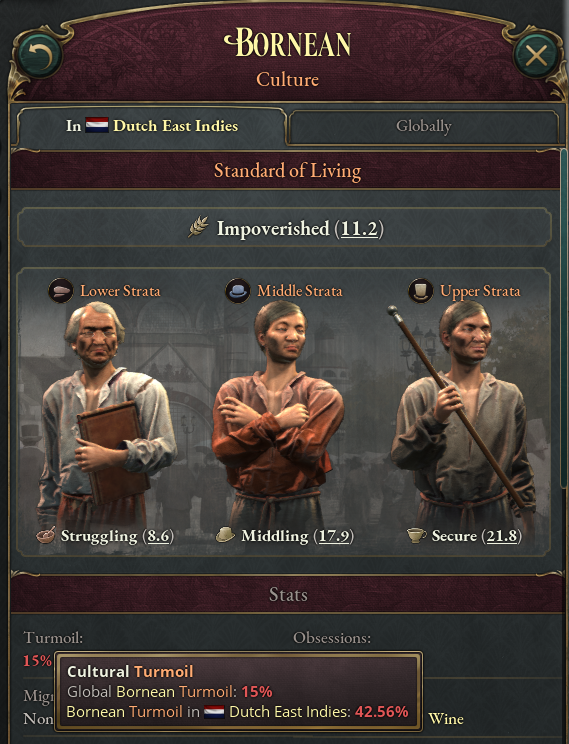 BORNEAN
Culture
In Dutch East Indies
Globally
Standard of Living
Impoverished (11.2)
Lower Strata
Middle Strata
Upper Strata
Struggling (8.6)
Middling (17.9)
Secure (21.8)
Stats
Turmoil:
Obsessions:
15%
Cultural Turmoil
Global Bornean Turmoil: 15%
Bornean Turmoil in Dutch East Indies: 42.56%
Wine